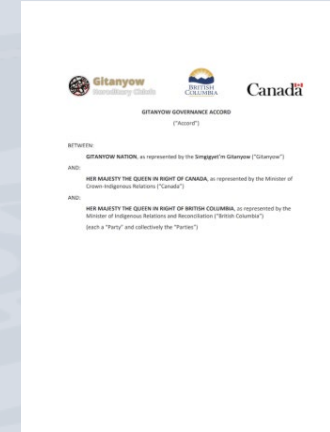 Gitanyow
Hereditary Chiefs
BRITISH
COLUMBIA
Canada
GITANYOW GOVERNANCE ACCORD
("Accord")
BETWEEN:
GITANYOW NATION, as represented by the Simgigyet'm Gitanyow ("Gitanyow")
AND:
HER MAJESTY THE QUEEN IN RIGHT OF CANADA, as represented by the Minister of
Crown-Indigenous Relations ("Canada")
AND:
HER MAJESTY THE QUEEN IN RIGHT OF BRITISH COLUMBIA, as represented by the
Minister of Indigenous Relations and Reconciliation ("British Columbia")
(each a "Party" and collectively the "Parties")